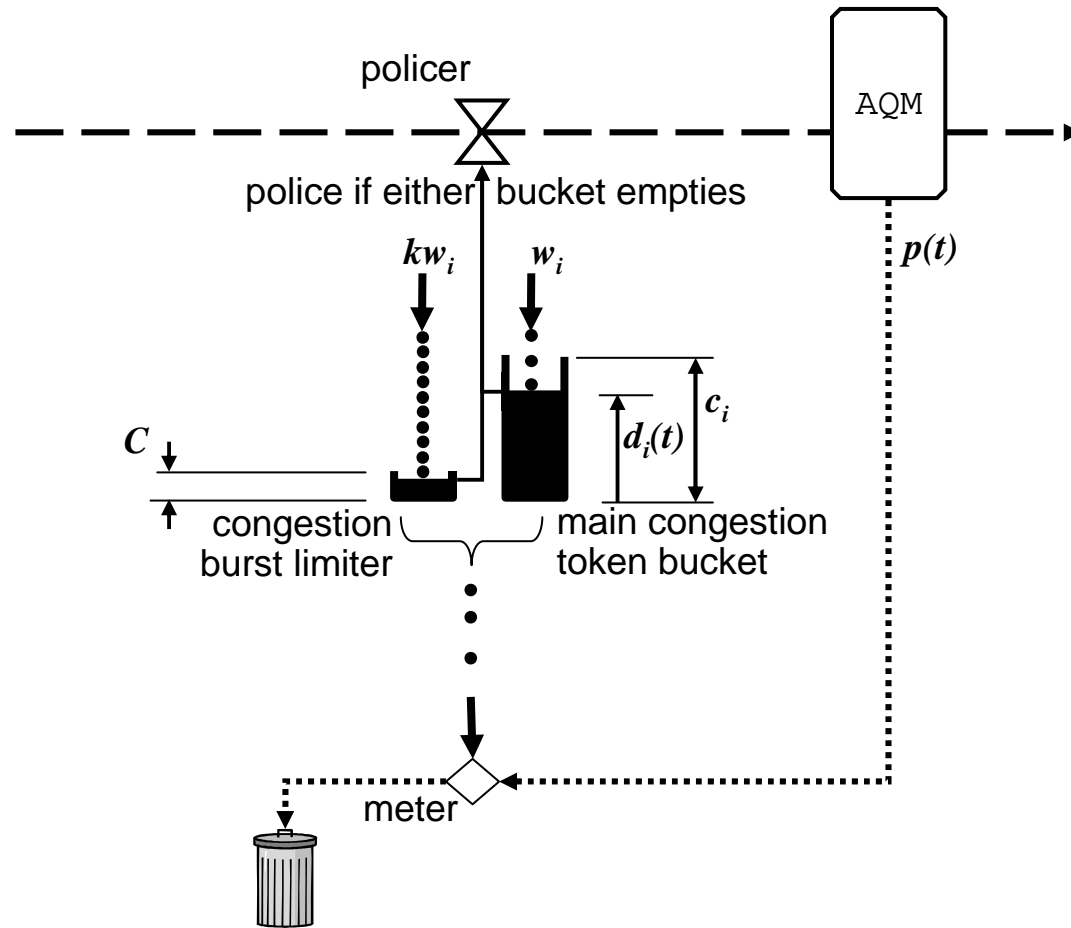 policer
AQM
police if either bucket empties
p(t)
kw_i
w_i
c_i
d_i(t)
C
congestion
burst limiter
main congestion
token bucket
meter